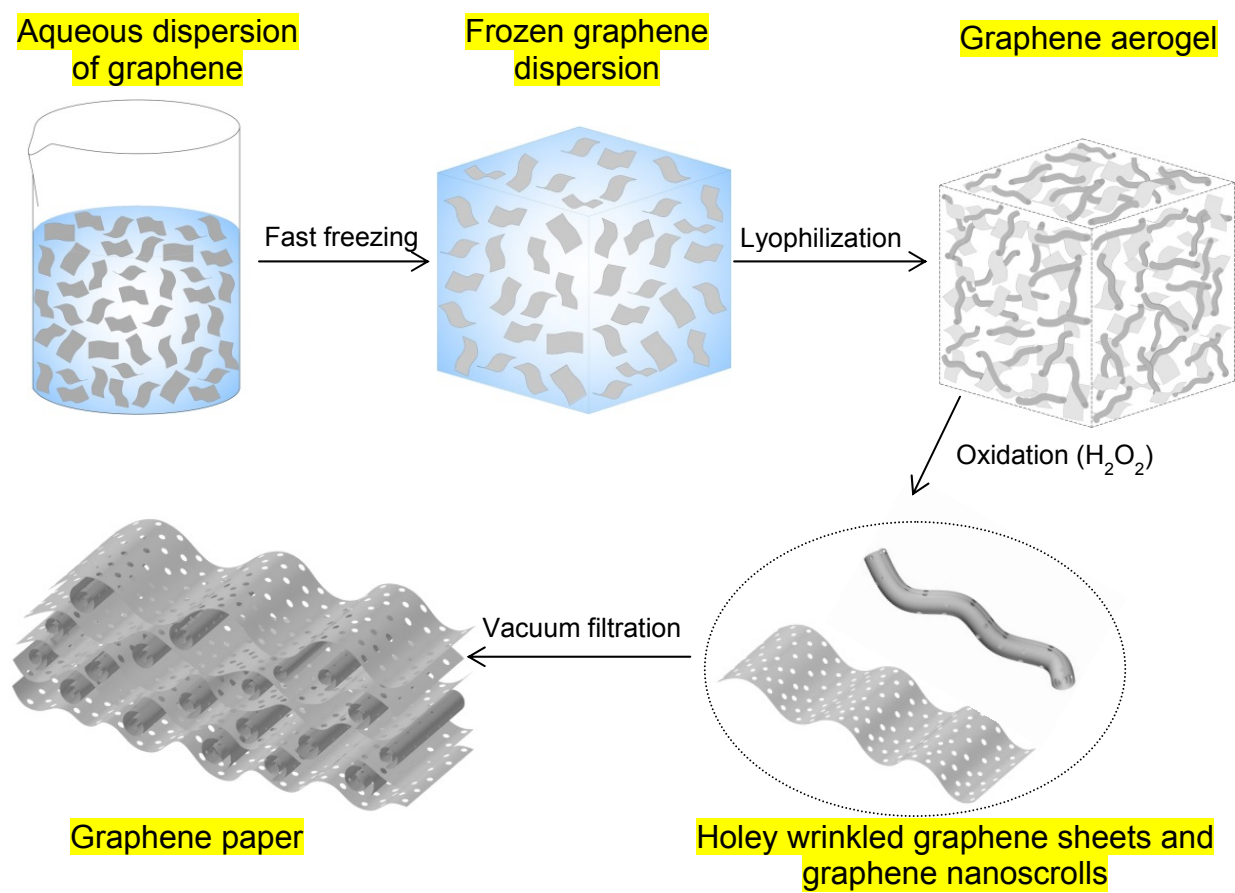 Aqueous dispersion
of graphene
Frozen graphene
dispersion
Graphene aerogel
Fast freezing
Lyophilization
Oxidation (H₂O₂)
Vacuum filtration
Graphene paper
Holey wrinkled graphene sheets and
graphene nanoscrolls